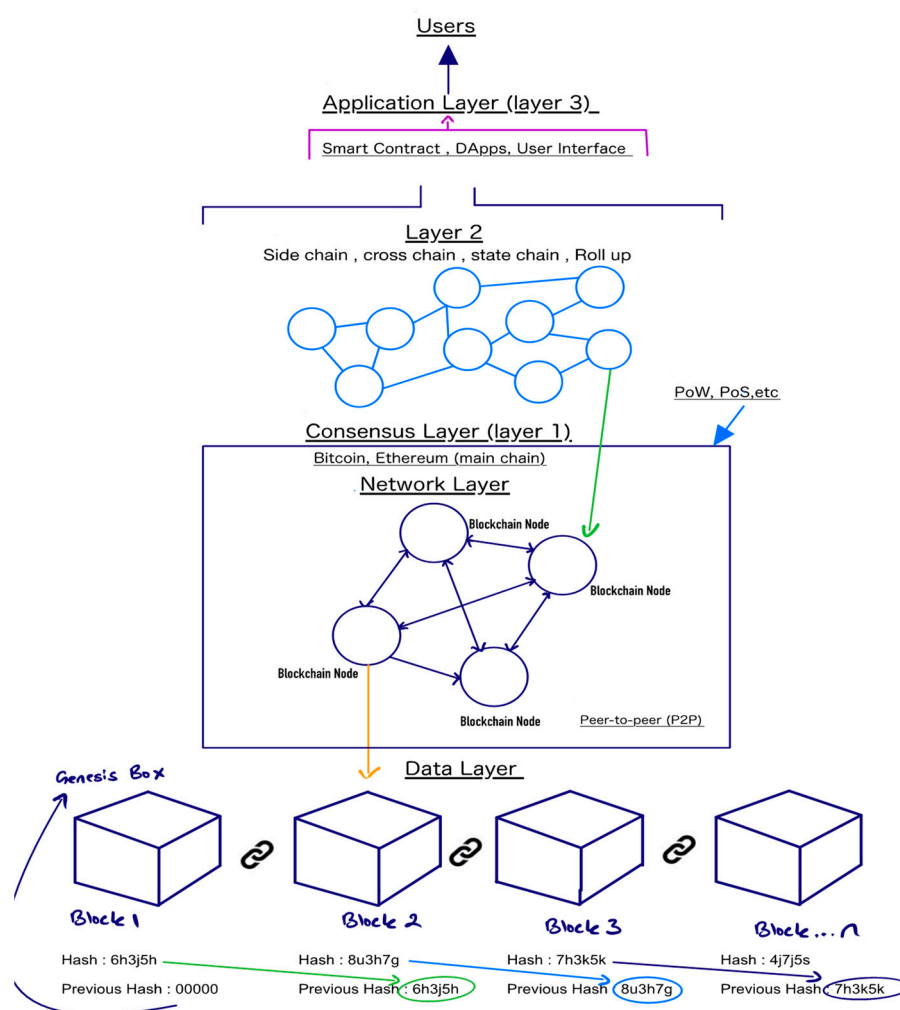 Users
Application Layer (layer 3)
Smart Contract , DApps, User Interface
Layer 2
Side chain , cross chain , state chain , Roll up
PoW, PoS,etc
Consensus Layer (layer 1)
Bitcoin, Ethereum (main chain)
Network Layer
Blockchain Node
Blockchain Node
Blockchain Node
Blockchain Node
Peer-to-peer (P2P)
Data Layer
Genesis Box
Block 1
Block 2
Block 3
Block...n
Hash : 6h3j5h
Previous Hash : 00000
Hash : 8u3h7g
Previous Hash : 6h3j5h
Hash : 7h3k5k
Previous Hash 8u3h7g
Hash : 4j7j5s
Previous Hash : 7h3k5k